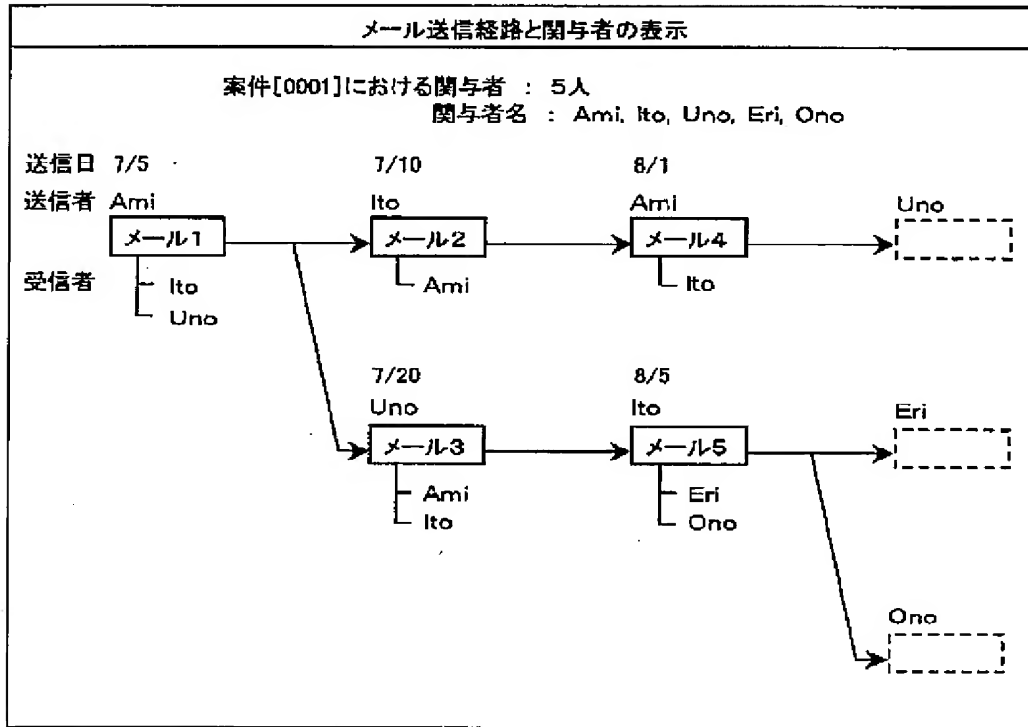 メール送信経路と関与者の表示
案件[0001]における関与者 : 5人
関与者名 : Ami, Ito, Uno, Eri, Ono
送信日 7/5 7/10 8/1
送信者 Ami Ito Ami Uno
メール1 メール2 メール4
受信者 Ito Ami Ito
Uno
7/20 8/5
Uno Ito Eri
メール3 メール5
Ami Eri
Ito Ono
Ono